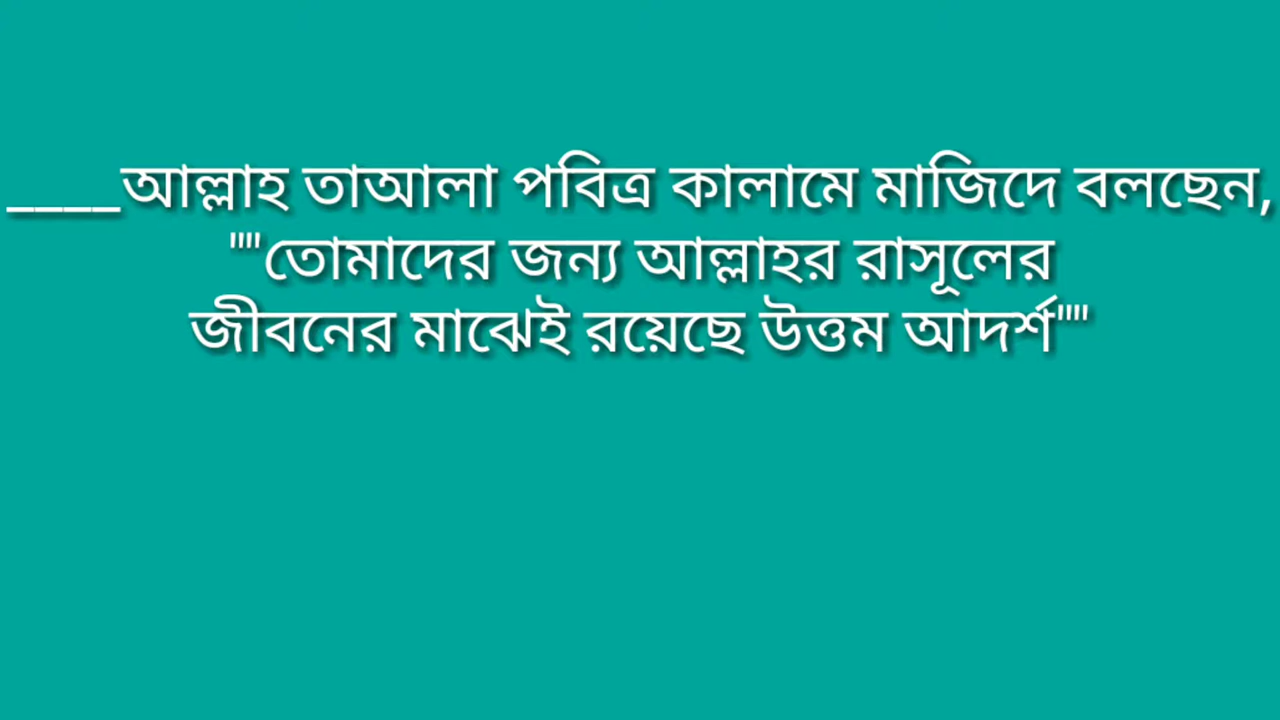 ____আল্লাহ তাআলা পবিত্র কালামে মাজিদে বলছেন,
""তোমাদের জন্য আল্লাহর রাসূলের
জীবনের মাঝেই রয়েছে উত্তম আদর্শ""